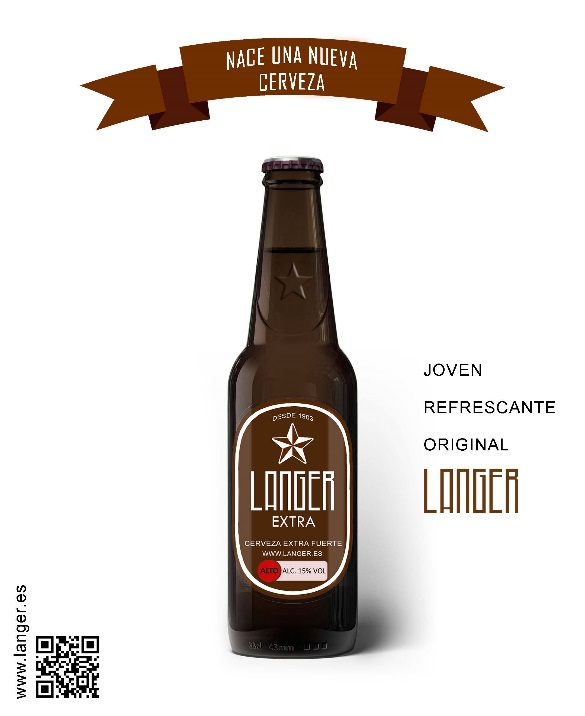 NACE UNA NUEVA
CERVEZA
DESDE 1903
LANGER
EXTRA
CERVEZA EXTRA FUERTE
WWW.LANGER.ES
ALTO ALC. 15% VOL
JOVEN
REFRESCANTE
ORIGINAL
LANGER
www.langer.es